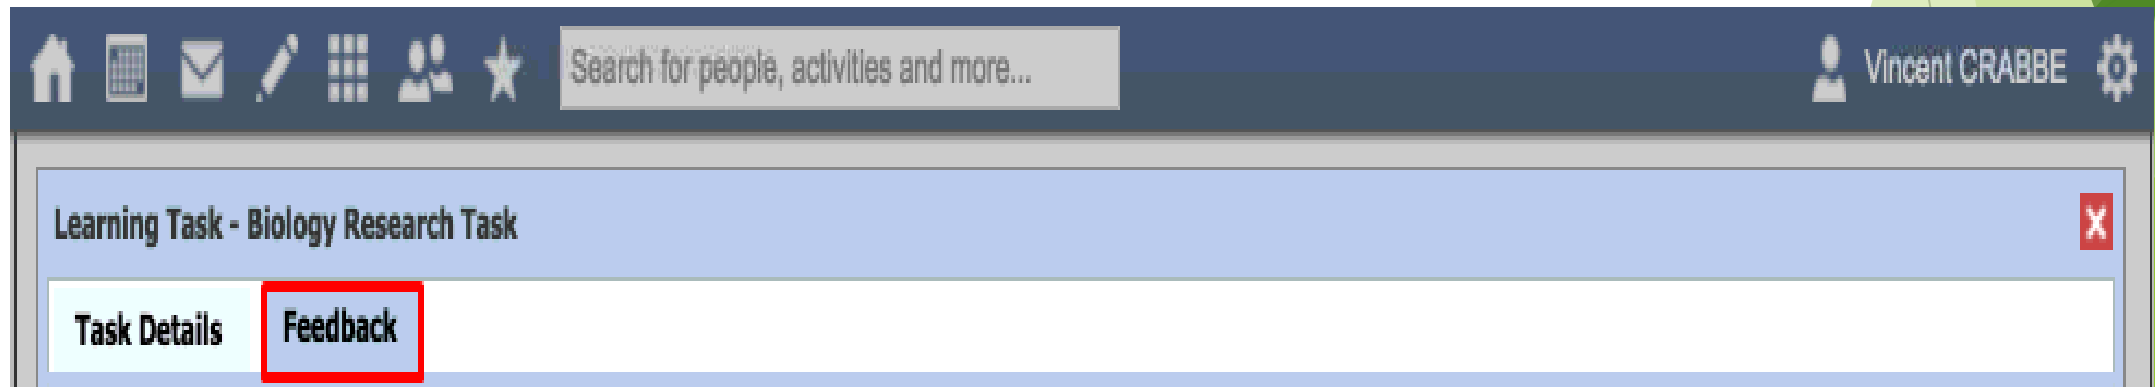 Search for people, activities and more...
Vincent CRABBE
Learning Task - Biology Research Task
X
Task Details
Feedback